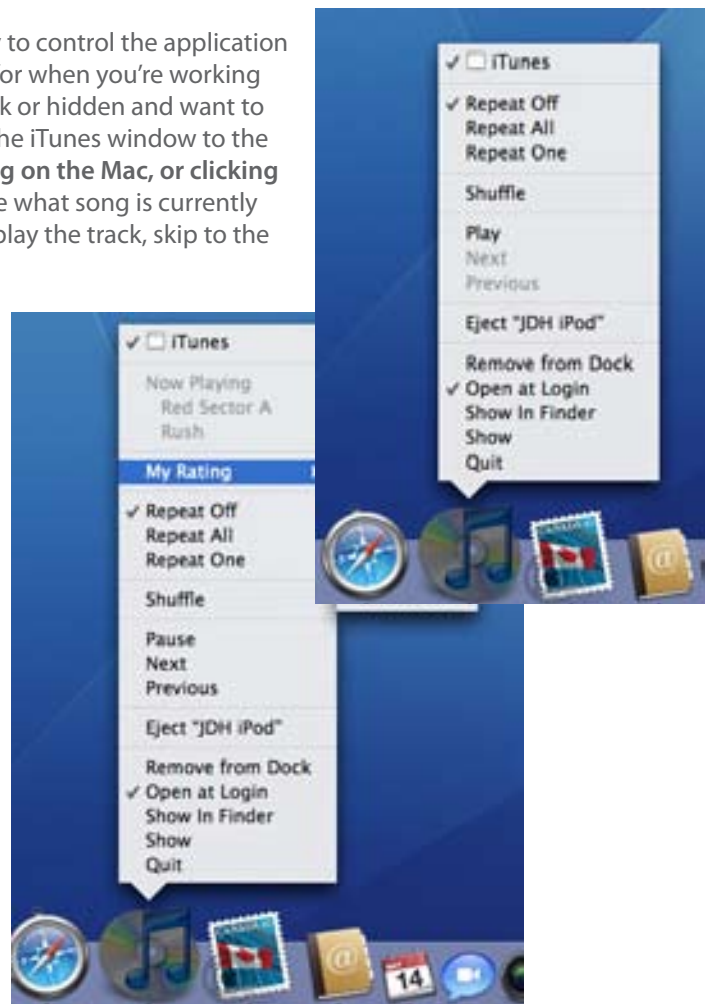 to control the application
or when you're working
k or hidden and want to
he iTunes window to the
g on the Mac, or clicking
e what song is currently
play the track, skip to the
✓ iTunes
✓ Repeat Off
Repeat All
Repeat One
Shuffle
Play
Next
Previous
Eject "JDH iPod"
Remove from Dock
✓ Open at Login
Show In Finder
Show
Quit
✓ iTunes
Now Playing
Red Sector A
Rush
My Rating
✓ Repeat Off
Repeat All
Repeat One
Shuffle
Pause
Next
Previous
Eject "JDH iPod"
Remove from Dock
✓ Open at Login
Show In Finder
Show
Quit
@
@
14